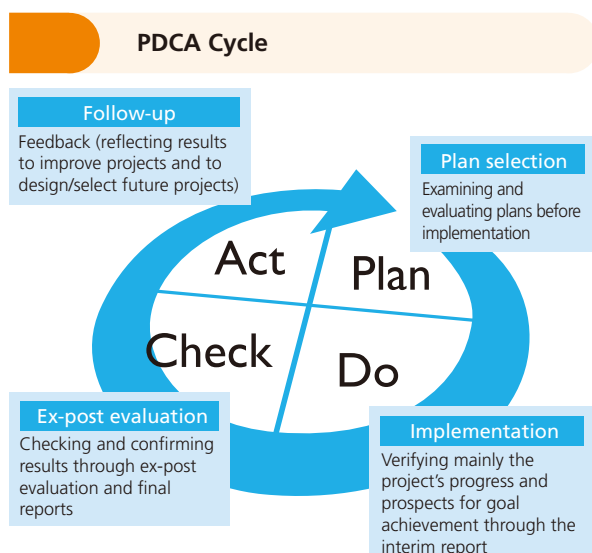 PDCA Cycle
Follow-up
Feedback (reflecting results
to improve projects and to
design/select future projects)
Plan selection
Examining and
evaluating plans before
implementation
Act
Plan
Check
Do
Ex-post evaluation
Checking and confirming
results through ex-post
evaluation and final
reports
Implementation
Verifying mainly the
project's progress and
prospects for goal
achievement through the
interim report